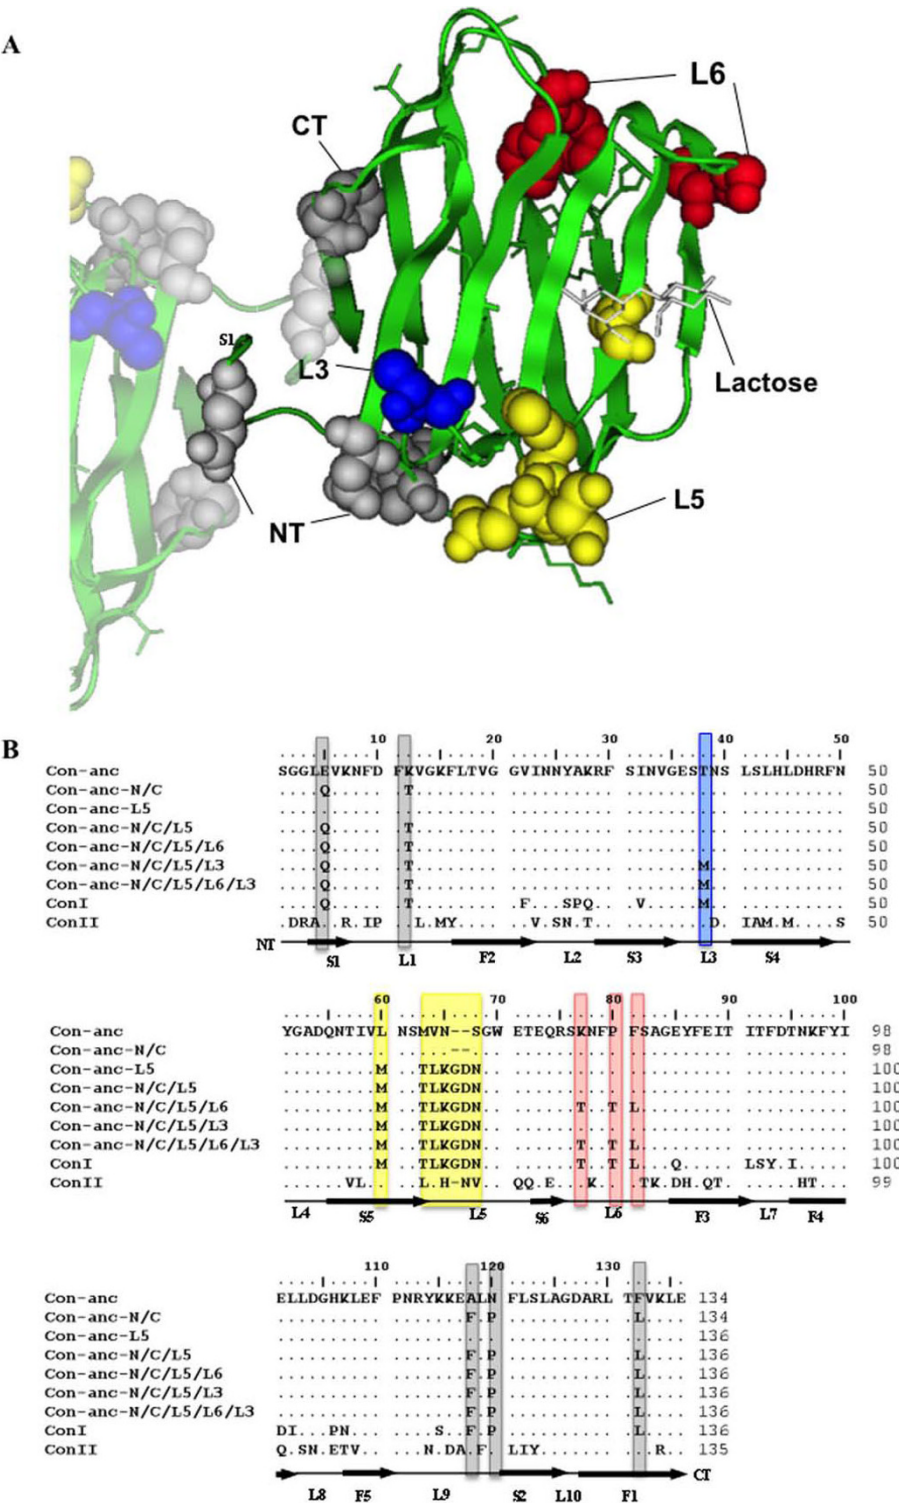 A
L6
CT
S1
L3
Lactose
L5
NT
B
10 20 30 40 50
Con-anc SGGLEVKNFD FKVGKFLTVG GVINNYAKRF SINVGESTNS LSLHLDHRFN 50
Con-anc-N/C ....Q..... .T........ .......... .......... .......... 50
Con-anc-L5 .......... .......... .......... .......... .......... 50
Con-anc-N/C/L5 ....Q..... .T........ .......... .......... .......... 50
Con-anc-N/C/L5/L6 ....Q..... .T........ .......... .......... .......... 50
Con-anc-N/C/L5/L3 ....Q..... .T........ .......... .......M.. .......... 50
Con-anc-N/C/L5/L6/L3 ....Q..... .T........ .......... .......M.. .......... 50
ConI ....Q..... .T........ .F...SPQ.. .V.....M.. .......... 50
ConII .DRA..R.IP ..L.MY.... ..V.SN.T.. ........D. IAM.M....S 50
NT S1 L1 F2 L2 S3 L3 S4
60 70 80 90 100
Con-anc YGADQNTIVL NSMVN--SGW ETEQRSKNFP FSAGEYFEIT ITFDTNKFYI 98
Con-anc-N/C .......... .....--... .......... .......... .......... 98
Con-anc-L5 .........M ..TLKGDN.. .......... .......... .......... 100
Con-anc-N/C/L5 .........M ..TLKGDN.. .......... .......... .......... 100
Con-anc-N/C/L5/L6 .........M ..TLKGDN.. ......T..T L......... .......... 100
Con-anc-N/C/L5/L3 .........M ..TLKGDN.. .......... .......... .......... 100
Con-anc-N/C/L5/L6/L3 .........M ..TLKGDN.. ......T..T L......... .......... 100
ConI .........M ..TLKGDN.. ......T..T L...Q..... LSY.I..... 100
ConII ......VL.. ..L.H-NV.. QQ.E...K.. .TK.DH.QT. .....HT... 99
L4 S5 L5 S6 L6 F3 L7 F4
110 120 130
Con-anc ELLDGHKLEF PNRYKKEALN FLSLAGDARL TFVKLE 134
Con-anc-N/C .......... .......F.P .......... .L.... 134
Con-anc-L5 .......... .......... .......... ...... 136
Con-anc-N/C/L5 .......... .......F.P .......... .L.... 136
Con-anc-N/C/L5/L6 .......... .......F.P .......... .L.... 136
Con-anc-N/C/L5/L3 .......... .......F.P .......... .L.... 136
Con-anc-N/C/L5/L6/L3 .......... .......F.P .......... .L.... 136
ConI DI...PN... ....S..F.P .......... .L.... 136
ConII Q.SN.ETV.. ...N.DA.F. LIY....... ...R.. 135
L8 F5 L9 S2 L10 F1 CT